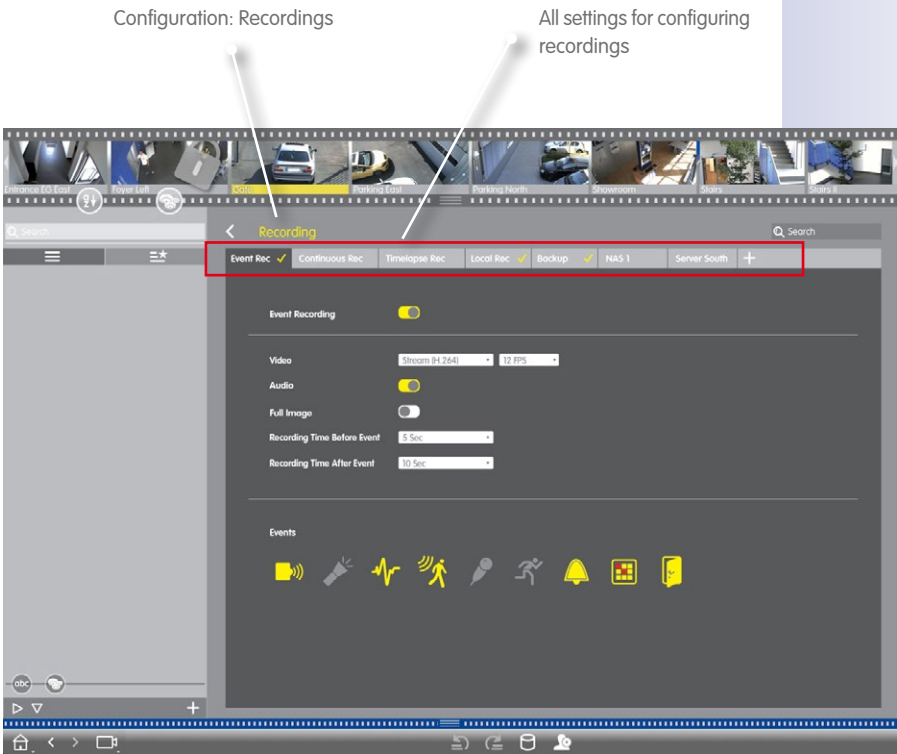 Configuration: Recordings
All settings for configuring
recordings
Entrance EG East
Foyer Left
Gate
Parking East
Parking North
Showroom
Stairs
Stairs II
Search
Recording
Search
Event Rec
Continuous Rec
Timelapse Rec
Local Rec
Backup
NAS 1
Server South
Event Recording
Video
Stream (H.264)
12 FPS
Audio
Full Image
Recording Time Before Event
5 Sec
Recording Time After Event
10 Sec
Events
abc